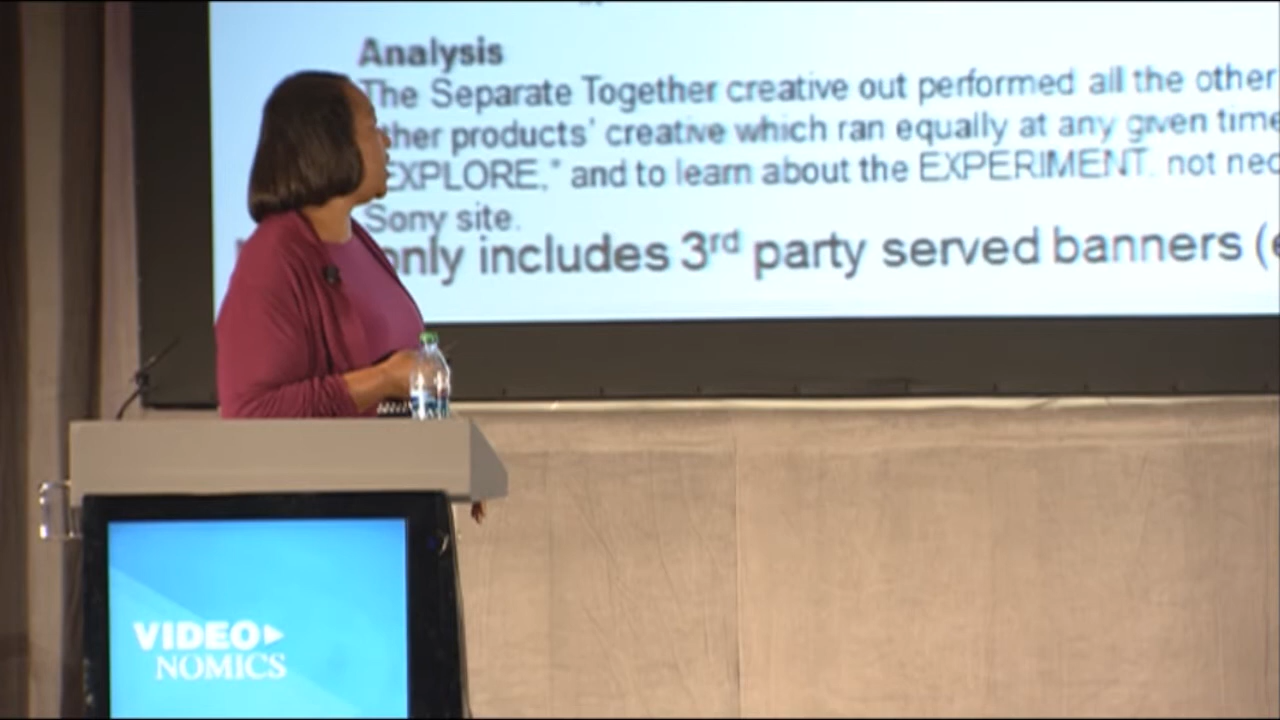 Analysis
The Separate Together creative out performed all the other
other products' creative which ran equally at any given time
EXPLORE," and to learn about the EXPERIMENT, not nec
Sony site.
only includes 3rd party served banners (
VIDEO
NOMICS